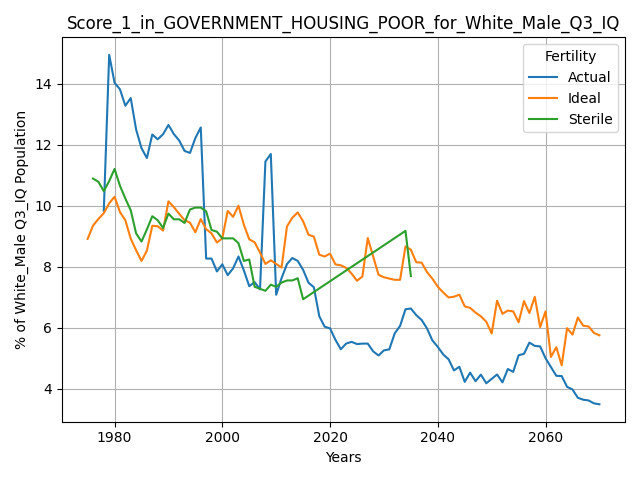 Score_1_in_GOVERNMENT_HOUSING_POOR_for_White_Male_Q3_IQ
Fertility
Actual
Ideal
Sterile
% of White_Male Q3_IQ Population
14
12
10
8
6
4
1980 2000 2020 2040 2060
Years